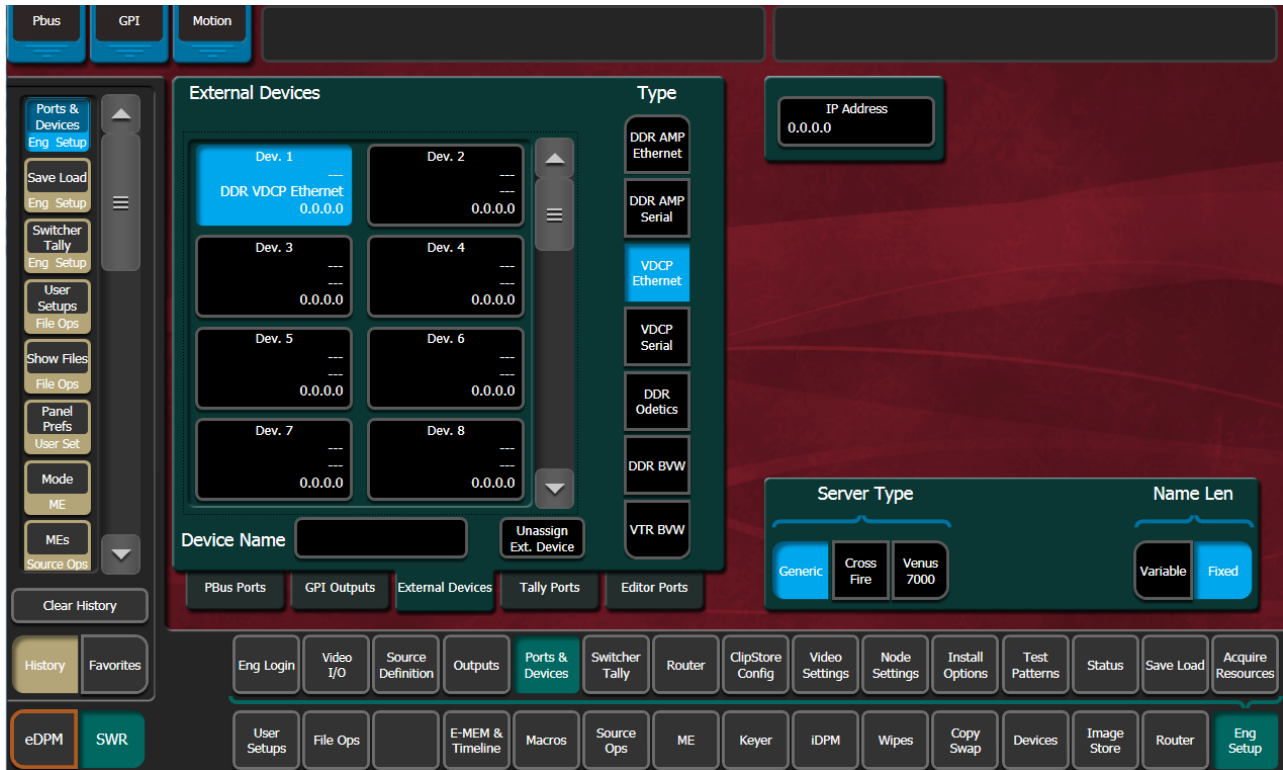 Pbus
GPI
Motion
Ports &
Devices
Eng Setup
Save Load
Eng Setup
Switcher
Tally
Eng Setup
User
Setups
File Ops
Show Files
File Ops
Panel
Prefs
User Set
Mode
ME
MEs
Source Ops
Clear History
History
Favorites
eDPM
SWR
External Devices
Dev. 1
---
DDR VDCP Ethernet
0.0.0.0
Dev. 2
---
---
0.0.0.0
Dev. 3
---
---
0.0.0.0
Dev. 4
---
---
0.0.0.0
Dev. 5
---
---
0.0.0.0
Dev. 6
---
---
0.0.0.0
Dev. 7
---
---
0.0.0.0
Dev. 8
---
---
0.0.0.0
Device Name
Unassign
Ext. Device
Type
DDR AMP
Ethernet
DDR AMP
Serial
VDCP
Ethernet
VDCP
Serial
DDR
Odetics
DDR BVW
VTR BVW
PBus Ports
GPI Outputs
External Devices
Tally Ports
Editor Ports
IP Address
0.0.0.0
Server Type
Generic
Cross
Fire
Venus
7000
Name Len
Variable
Fixed
Eng Login
Video
I/O
Source
Definition
Outputs
Ports &
Devices
Switcher
Tally
Router
ClipStore
Config
Video
Settings
Node
Settings
Install
Options
Test
Patterns
Status
Save Load
Acquire
Resources
User
Setups
File Ops
E-MEM &
Timeline
Macros
Source
Ops
ME
Keyer
iDPM
Wipes
Copy
Swap
Devices
Image
Store
Router
Eng
Setup